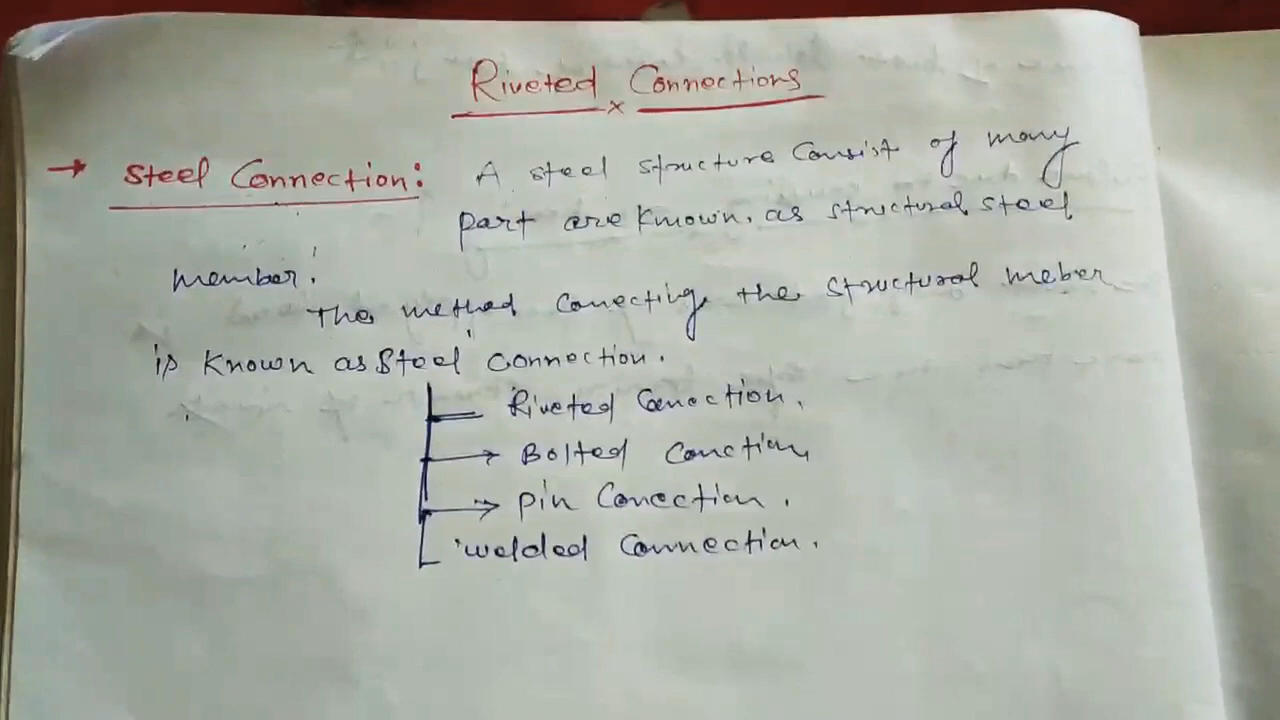 Riveted Connections
x
→ Steel Connection: A steel structure Consist of many
part are Known as structural steel
member.
The method Conecting the structural meber
is Known as Steel connection.
Riveted Conection.
→ Bolted Conction
→ Pin Conection.
welded Connection.